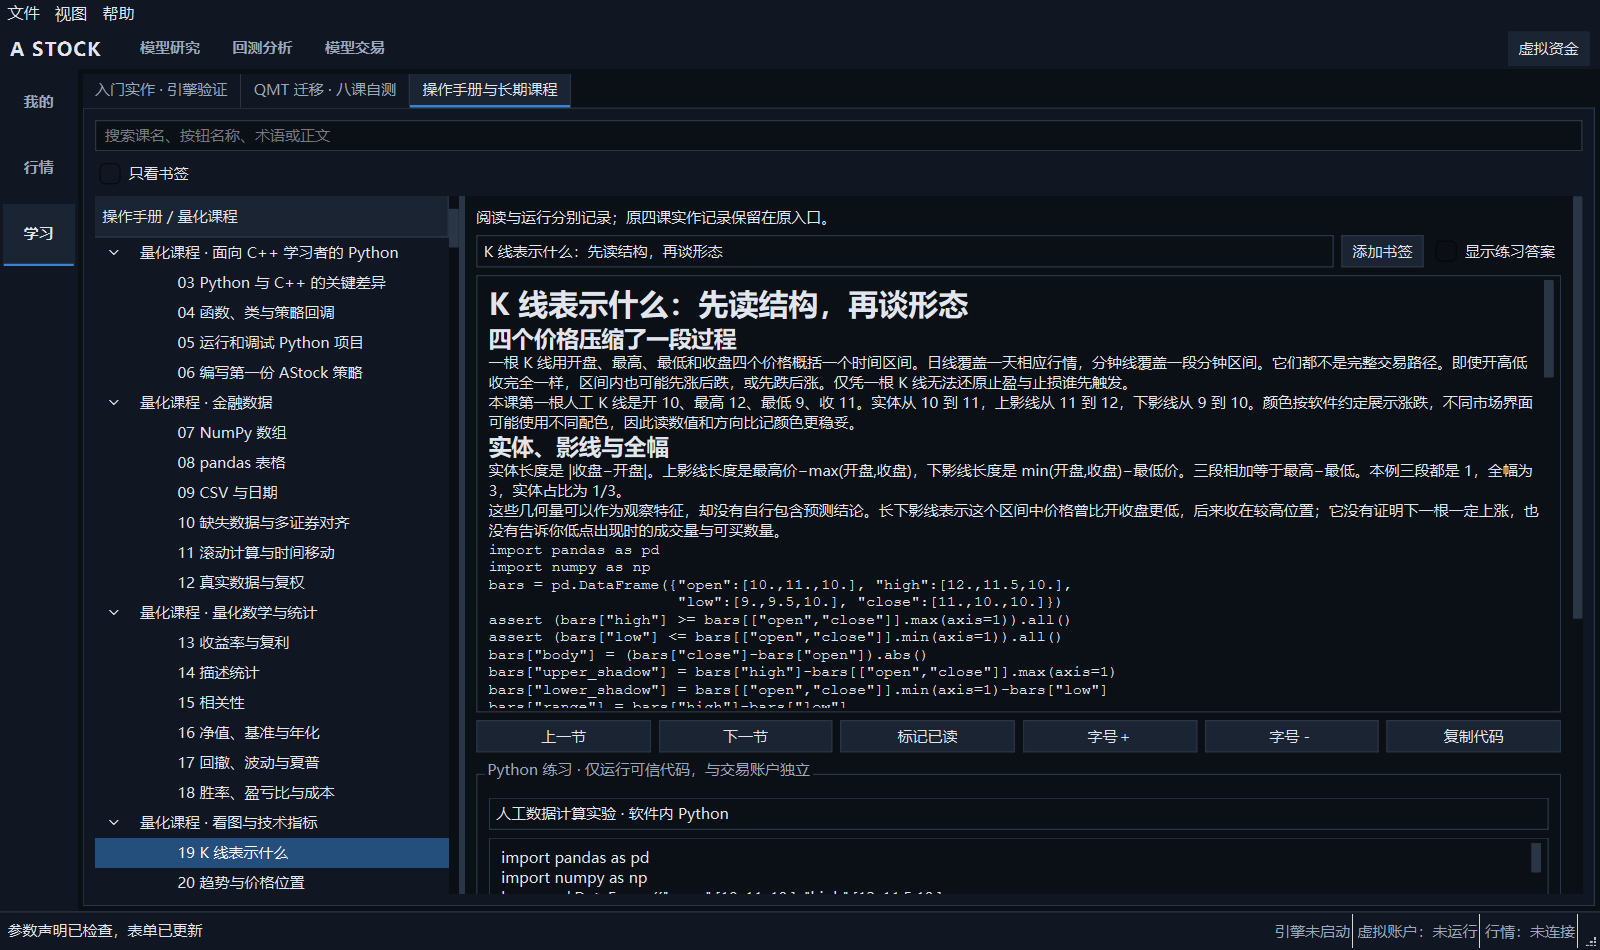 文件 视图 帮助
A STOCK 模型研究 回测分析 模型交易 虚拟资金
我的
行情
学习
入门实作 · 引擎验证 QMT 迁移 · 八课自测 操作手册与长期课程
搜索课名、按钮名称、术语或正文
只看书签
操作手册 / 量化课程
量化课程 · 面向 C++ 学习者的 Python
03 Python 与 C++ 的关键差异
04 函数、类与策略回调
05 运行和调试 Python 项目
06 编写第一份 AStock 策略
量化课程 · 金融数据
07 NumPy 数组
08 pandas 表格
09 CSV 与日期
10 缺失数据与多证券对齐
11 滚动计算与时间移动
12 真实数据与复权
量化课程 · 量化数学与统计
13 收益率与复利
14 描述统计
15 相关性
16 净值、基准与年化
17 回撤、波动与夏普
18 胜率、盈亏比与成本
量化课程 · 看图与技术指标
19 K 线表示什么
20 趋势与价格位置
阅读与运行分别记录；原四课实作记录保留在原入口。
K 线表示什么：先读结构，再谈形态 添加书签 显示练习答案
K 线表示什么：先读结构，再谈形态
四个价格压缩了一段过程
一根 K 线用开盘、最高、最低和收盘四个价格概括一个时间区间。日线覆盖一天相应行情，分钟线覆盖一段分钟区间。它们都不是完整交易路径。即使开高低
收完全一样，区间内也可能先涨后跌，或先跌后涨。仅凭一根 K 线无法还原止盈与止损谁先触发。
本课第一根人工 K 线是开 10、最高 12、最低 9、收 11。实体从 10 到 11，上影线从 11 到 12，下影线从 9 到 10。颜色按软件约定展示涨跌，不同市场界面
可能使用不同配色，因此读数值和方向比记颜色更稳妥。
实体、影线与全幅
实体长度是 |收盘−开盘|。上影线长度是最高价−max(开盘,收盘)，下影线长度是 min(开盘,收盘)−最低价。三段相加等于最高−最低。本例三段都是 1，全幅为
3，实体占比为 1/3。
这些几何量可以作为观察特征，却没有自行包含预测结论。长下影线表示这个区间中价格曾比开收盘更低，后来收在较高位置；它没有证明下一根一定上涨，也
没有告诉你低点出现时的成交量与可买数量。
import pandas as pd
import numpy as np
bars = pd.DataFrame({"open":[10.,11.,10.], "high":[12.,11.5,10.],
"low":[9.,9.5,10.], "close":[11.,10.,10.]})
assert (bars["high"] >= bars[["open","close"]].max(axis=1)).all()
assert (bars["low"] <= bars[["open","close"]].min(axis=1)).all()
bars["body"] = (bars["close"]-bars["open"]).abs()
bars["upper_shadow"] = bars["high"]-bars[["open","close"]].max(axis=1)
bars["lower_shadow"] = bars[["open","close"]].min(axis=1)-bars["low"]
bars["range"] = bars["high"]-bars["low"]
上一节 下一节 标记已读 字号 + 字号 - 复制代码
Python 练习 · 仅运行可信代码，与交易账户独立
人工数据计算实验 · 软件内 Python
import pandas as pd
import numpy as np
参数声明已检查，表单已更新 引擎未启动 虚拟账户：未运行 行情：未连接